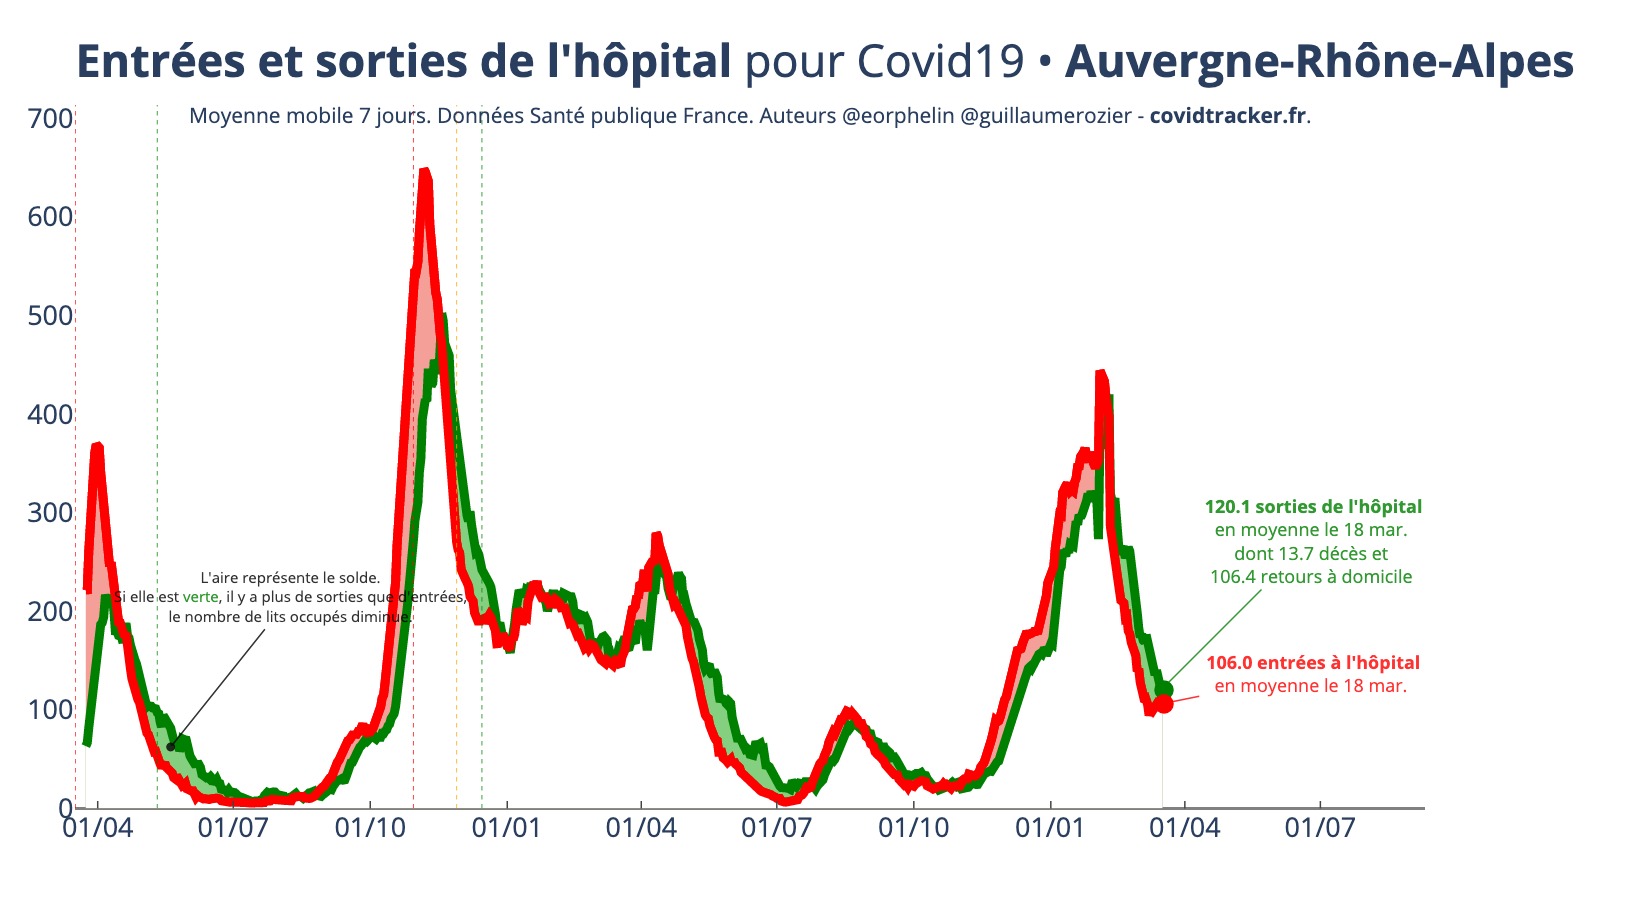 Entrées et sorties de l'hôpital pour Covid19 • Auvergne-Rhône-Alpes
Moyenne mobile 7 jours. Données Santé publique France. Auteurs @eorphelin @guillaumerozier - covidtracker.fr.
700
600
500
400
300
200
100
0
L'aire représente le solde.
Si elle est verte, il y a plus de sorties que d'entrées,
le nombre de lits occupés diminue.
120.1 sorties de l'hôpital
en moyenne le 18 mar.
dont 13.7 décès et
106.4 retours à domicile
106.0 entrées à l'hôpital
en moyenne le 18 mar.
01/04 01/07 01/10 01/01 01/04 01/07 01/10 01/01 01/04 01/07